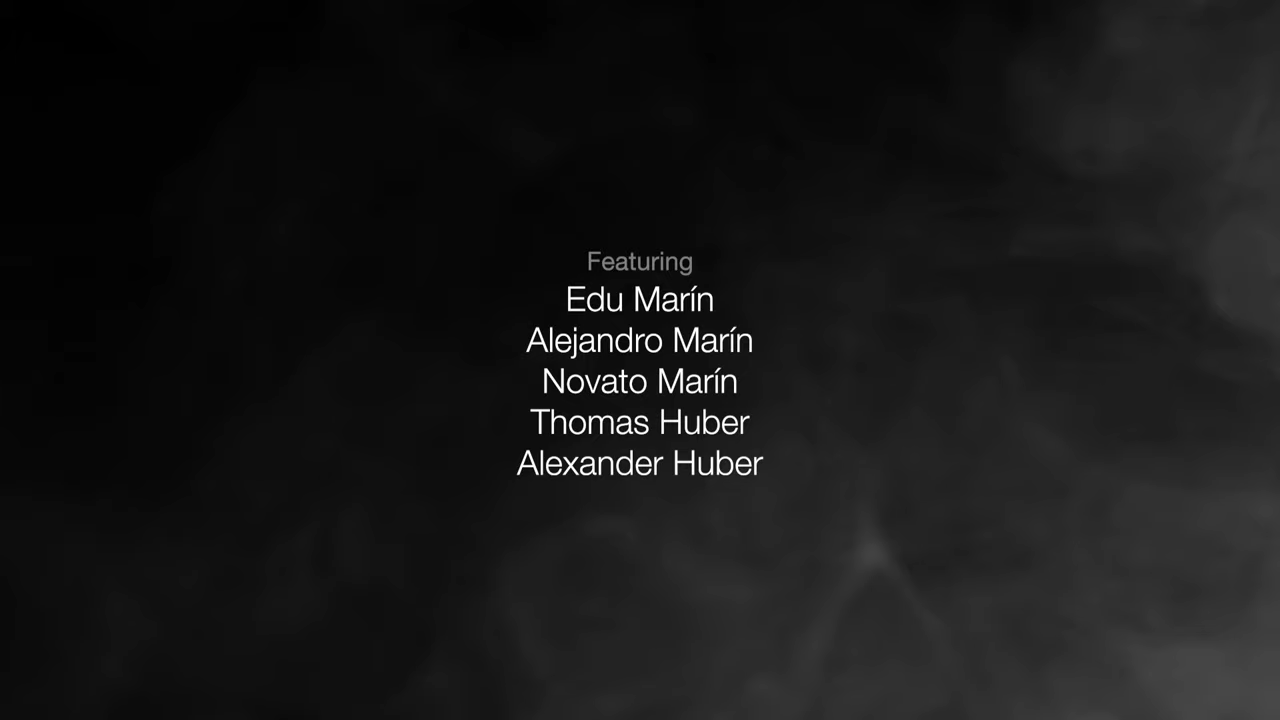 Featuring
Edu Marín
Alejandro Marín
Novato Marín
Thomas Huber
Alexander Huber